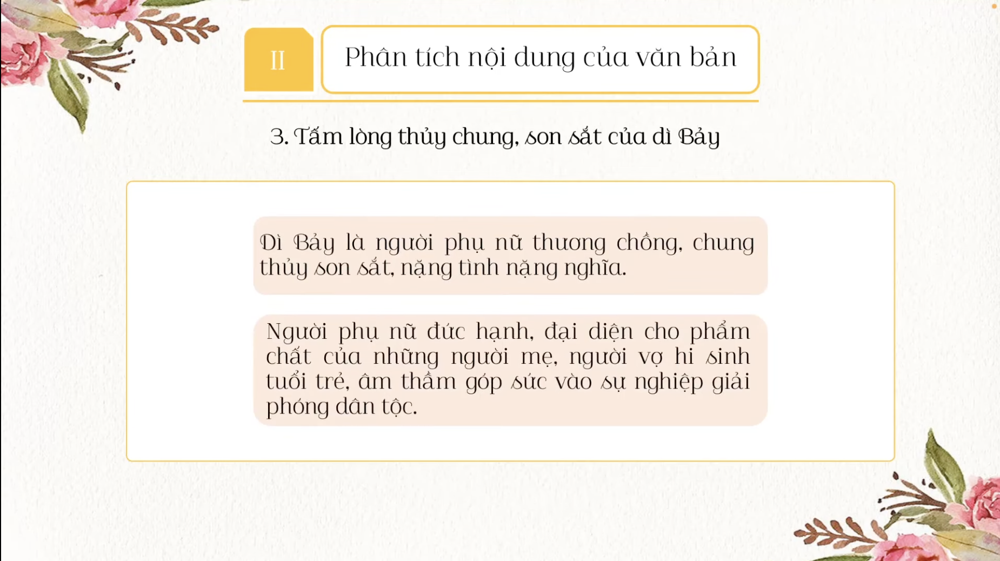 II
Phân tích nội dung của văn bản
3. Tấm lòng thủy chung, son sắt của dì Bảy
Dì Bảy là người phụ nữ thương chồng, chung
thủy son sắt, nặng tình nặng nghĩa.
Người phụ nữ đức hạnh, đại diện cho phẩm
chất của những người mẹ, người vợ hi sinh
tuổi trẻ, âm thầm góp sức vào sự nghiệp giải
phóng dân tộc.